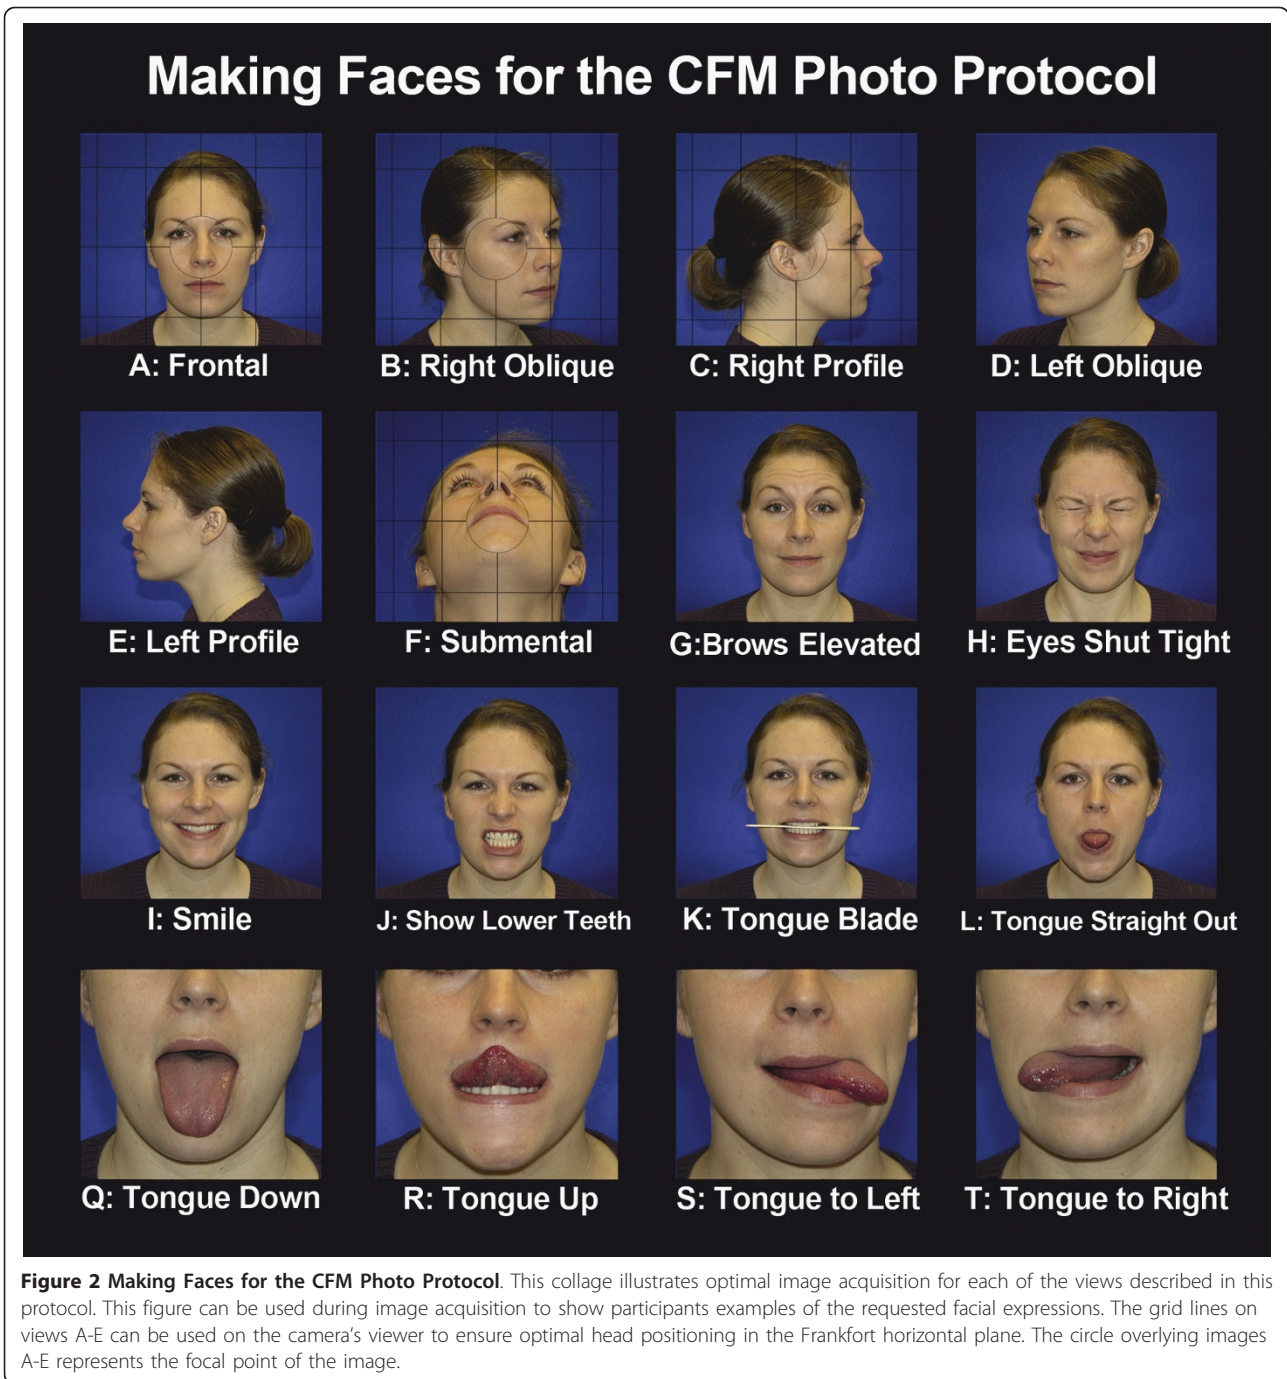 Making Faces for the CFM Photo Protocol
A: Frontal
B: Right Oblique
C: Right Profile
D: Left Oblique
E: Left Profile
F: Submental
G:Brows Elevated
H: Eyes Shut Tight
I: Smile
J: Show Lower Teeth
K: Tongue Blade
L: Tongue Straight Out
Q: Tongue Down
R: Tongue Up
S: Tongue to Left
T: Tongue to Right
Figure 2 Making Faces for the CFM Photo Protocol. This collage illustrates optimal image acquisition for each of the views described in this
protocol. This figure can be used during image acquisition to show participants examples of the requested facial expressions. The grid lines on
views A-E can be used on the camera's viewer to ensure optimal head positioning in the Frankfort horizontal plane. The circle overlying images
A-E represents the focal point of the image.